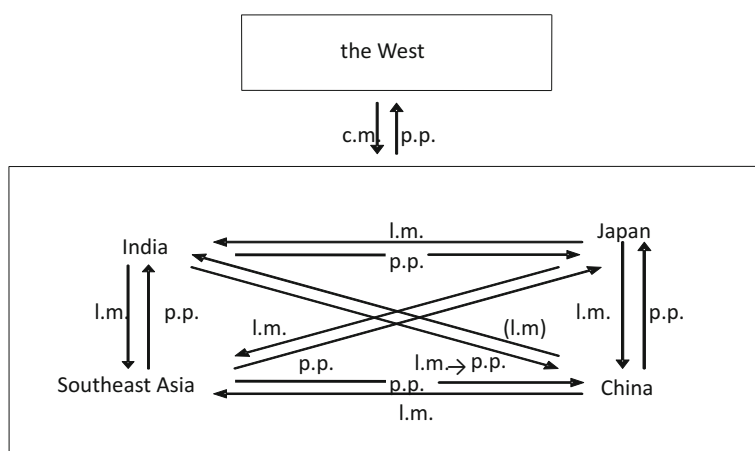 the West
c.m. p.p.
l.m.
India Japan
p.p.
l.m. p.p. l.m. (l.m) l.m. p.p.
p.p. l.m.→p.p.
Southeast Asia p.p. China
l.m.